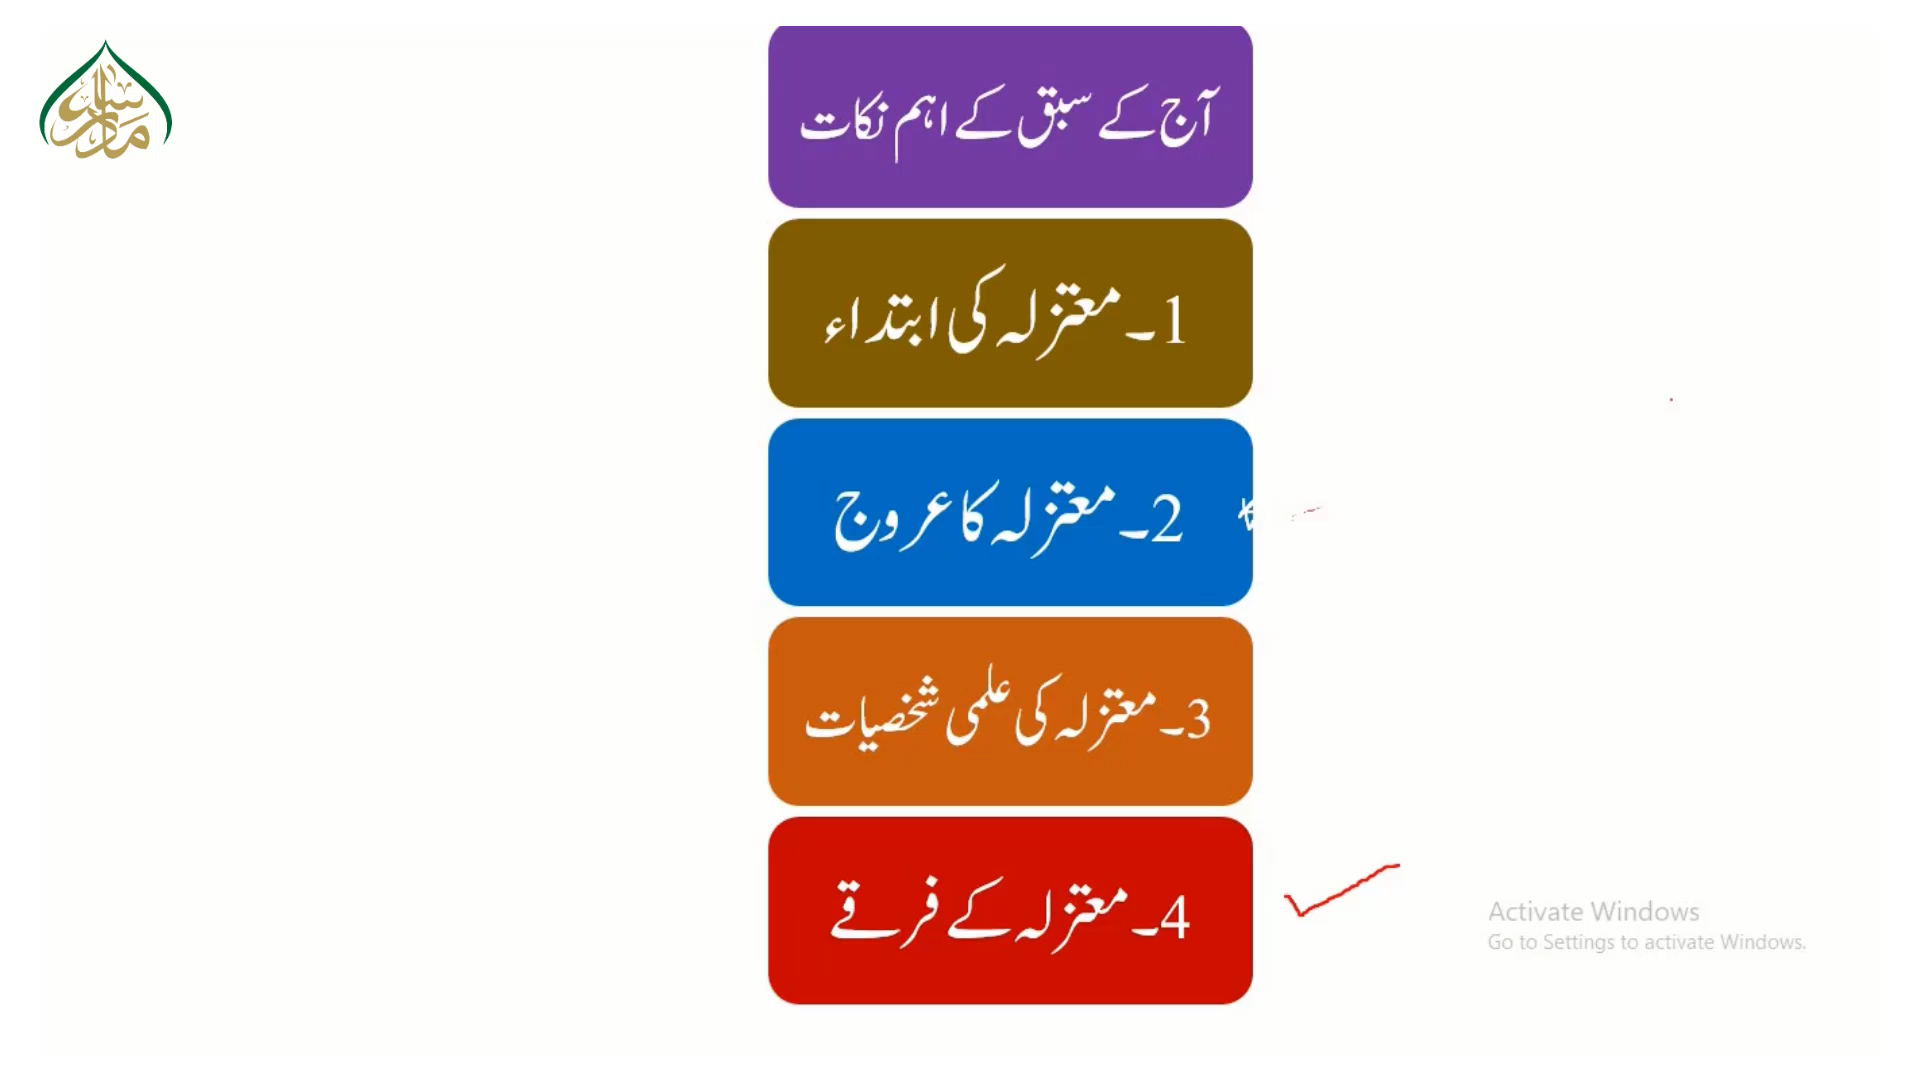 آج کے سبق کے اہم نکات
1۔ معتزلہ کی ابتداء
2۔ معتزلہ کا عروج
3۔ معتزلہ کی علمی شخصیات
4۔ معتزلہ کے فرقے
Activate Windows
Go to Settings to activate Windows.